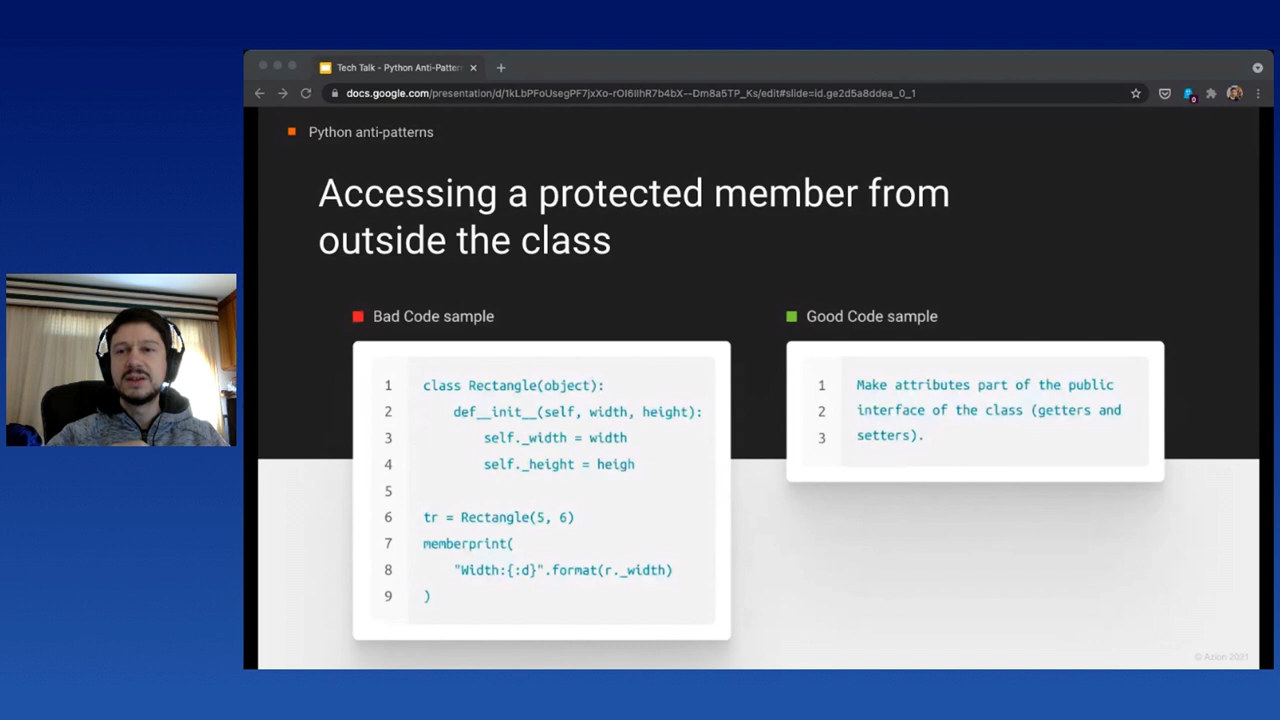 Tech Talk - Python Anti-Patter
docs.google.com/presentation/d/1kLbPFoUsegPF7jxXo-rOl6IlhR7b4bX--Dm8a5TP_Ks/edit#slide=id.ge2d5a8ddea_0_1
Python anti-patterns
Accessing a protected member from
outside the class
Bad Code sample
1 class Rectangle(object):
2 def__init__(self, width, height):
3 self._width = width
4 self._height = heigh
5
6 tr = Rectangle(5, 6)
7 memberprint(
8 "Width:{:d}".format(r._width)
9 )
Good Code sample
1 Make attributes part of the public
2 interface of the class (getters and
3 setters).
© Azion 2021